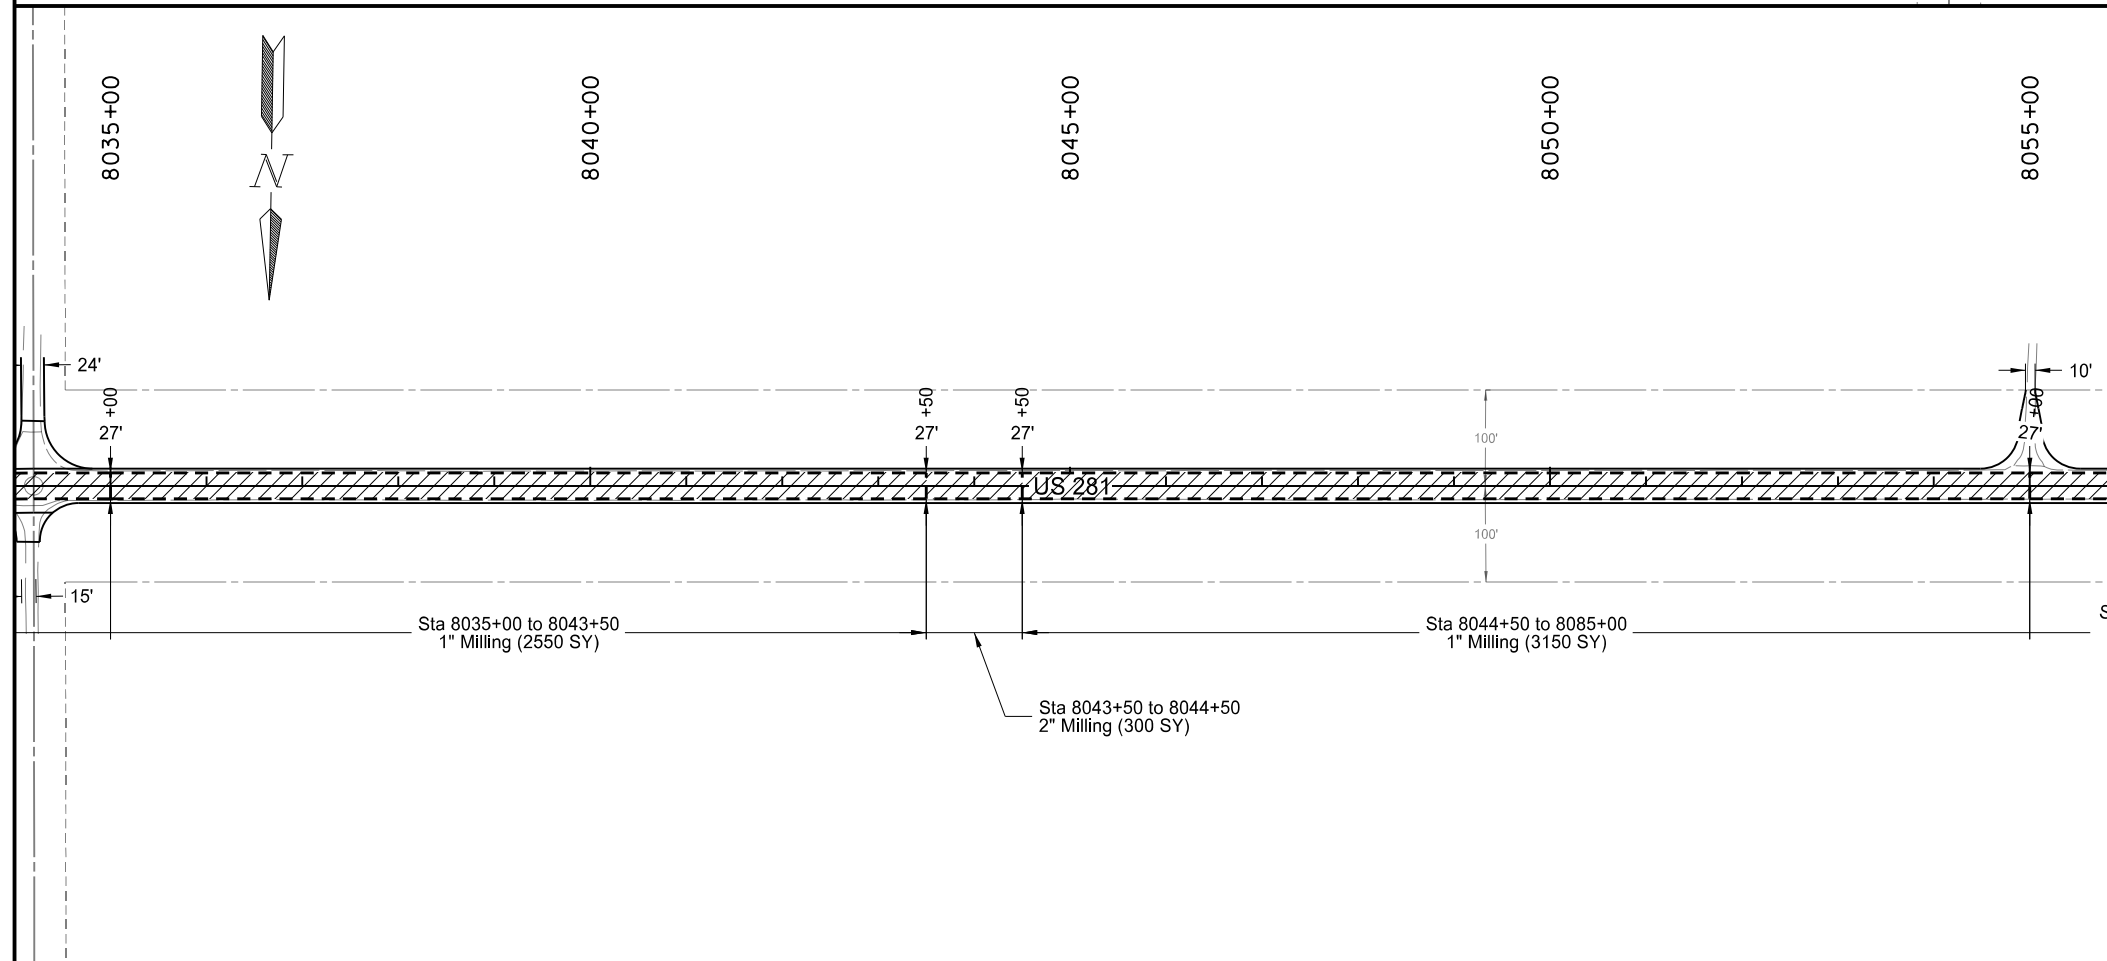 8035+00
8040+00
8045+00
8050+00
8055+00
N
24'
10'
+00
27'
+50
27'
+50
27'
+00
27'
100'
US 281
100'
15'
Sta 8035+00 to 8043+50
1" Milling (2550 SY)
Sta 8044+50 to 8085+00
1" Milling (3150 SY)
S
Sta 8043+50 to 8044+50
2" Milling (300 SY)